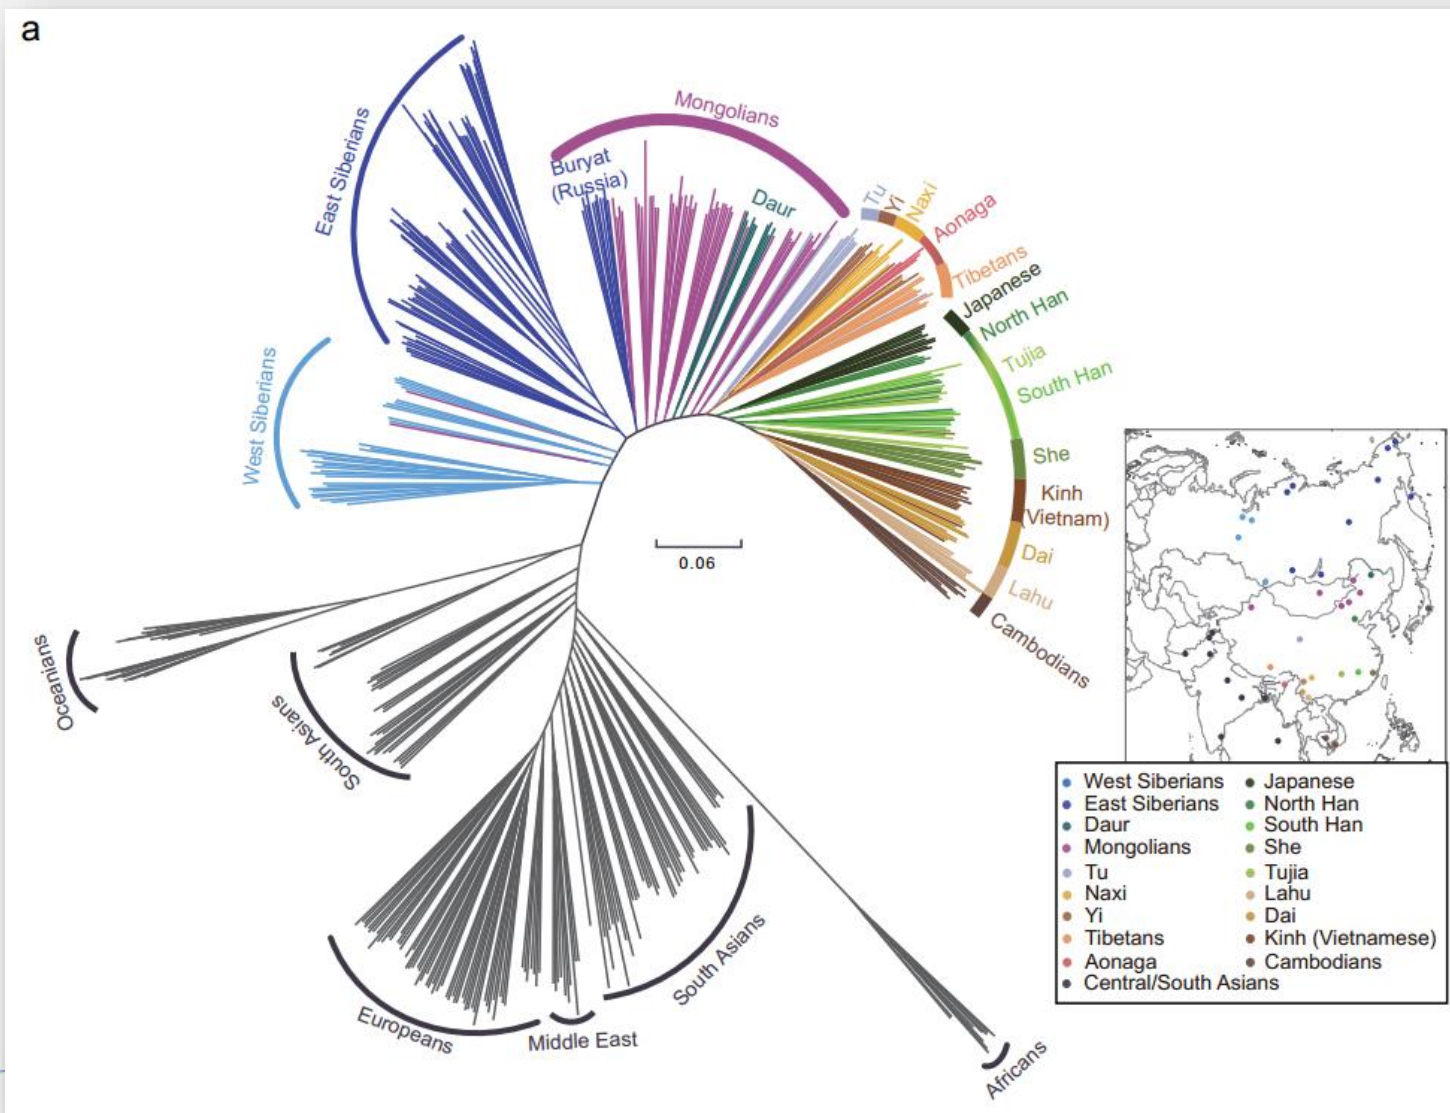 a
East Siberians
Mongolians
Buryat
(Russia)
Daur
Tu
Yi
Naxi
Aonaga
Tibetans
Japanese
North Han
Tujia
South Han
She
Kinh
(Vietnam)
Dai
Lahu
Cambodians
West Siberians
0.06
Oceanians
South Asians
Europeans
Middle East
South Asians
Africans
West Siberians
East Siberians
Daur
Mongolians
Tu
Naxi
Yi
Tibetans
Aonaga
Central/South Asians
Japanese
North Han
South Han
She
Tujia
Lahu
Dai
Kinh (Vietnamese)
Cambodians